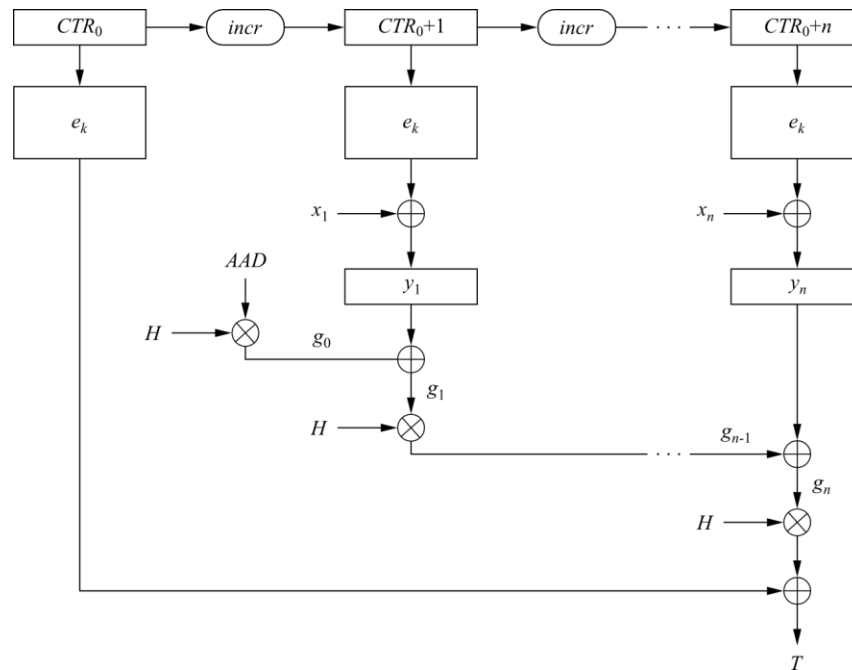 CTR₀ incr CTR₀+1 incr · · · CTR₀+n
eₖ eₖ eₖ
x₁ xₙ
AAD
y₁ yₙ
H
g₀
g₁
H
gₙ₋₁
· · ·
gₙ
H
T